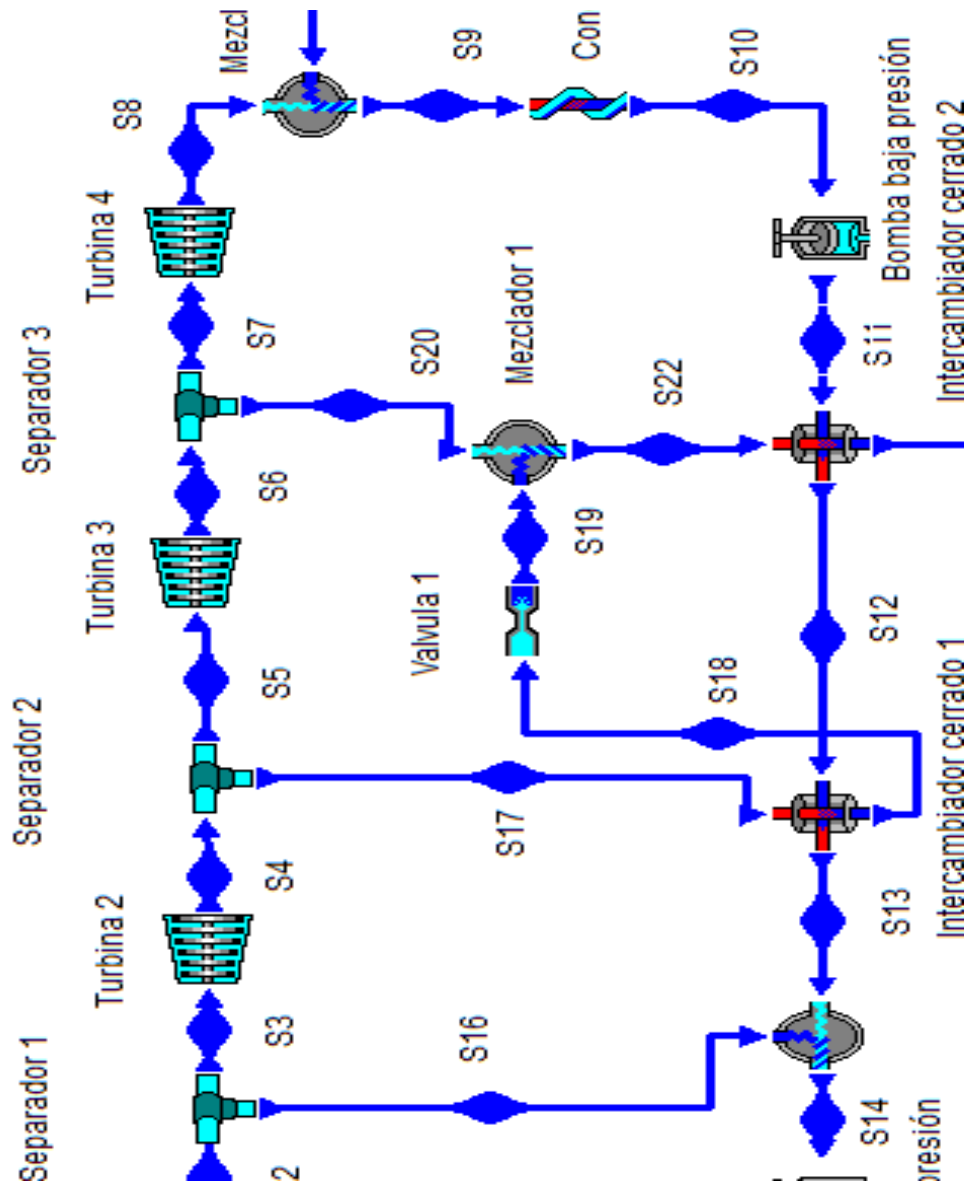 Separador 1
Turbina 2
Separador 2
Turbina 3
Separador 3
Turbina 4
2
S3
S4
S5
S6
S7
S8
Mezcl
S16
S17
Valvula 1
S20
S9
S19
Mezclador 1
Con
S18
S22
S10
S14
S13
S12
S11
Bomba baja presión
presión
Intercambiador cerrado 1
Intercambiador cerrado 2